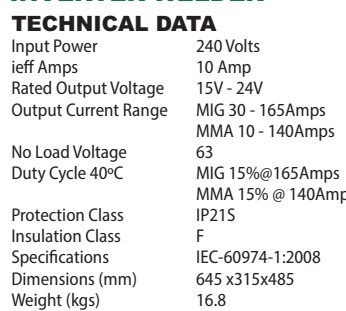 TECHNICAL DATA
Input Power 240 Volts
ieff Amps 10 Amp
Rated Output Voltage 15V - 24V
Output Current Range MIG 30 - 165Amps
MMA 10 - 140Amps
No Load Voltage 63
Duty Cycle 40ºC MIG 15%@165Amps
MMA 15% @ 140Amp
Protection Class IP21S
Insulation Class F
Specifications IEC-60974-1:2008
Dimensions (mm) 645 x315x485
Weight (kgs) 16.8